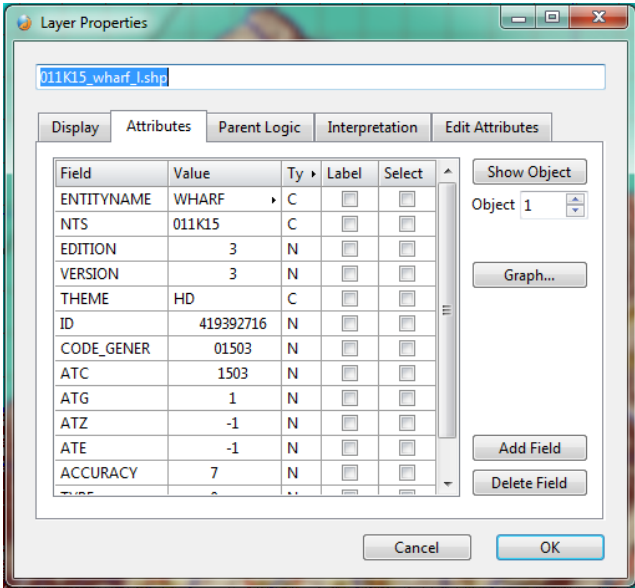 Layer Properties
011K15_wharf_l.shp
Display Attributes Parent Logic Interpretation Edit Attributes
Field Value Ty Label Select
Show Object
ENTITYNAME WHARF C
Object 1
NTS 011K15 C
EDITION 3 N
VERSION 3 N
Graph...
THEME HD C
ID 419392716 N
CODE_GENER 01503 N
ATC 1503 N
ATG 1 N
ATZ -1 N
ATE -1 N
Add Field
ACCURACY 7 N
Delete Field
Cancel OK